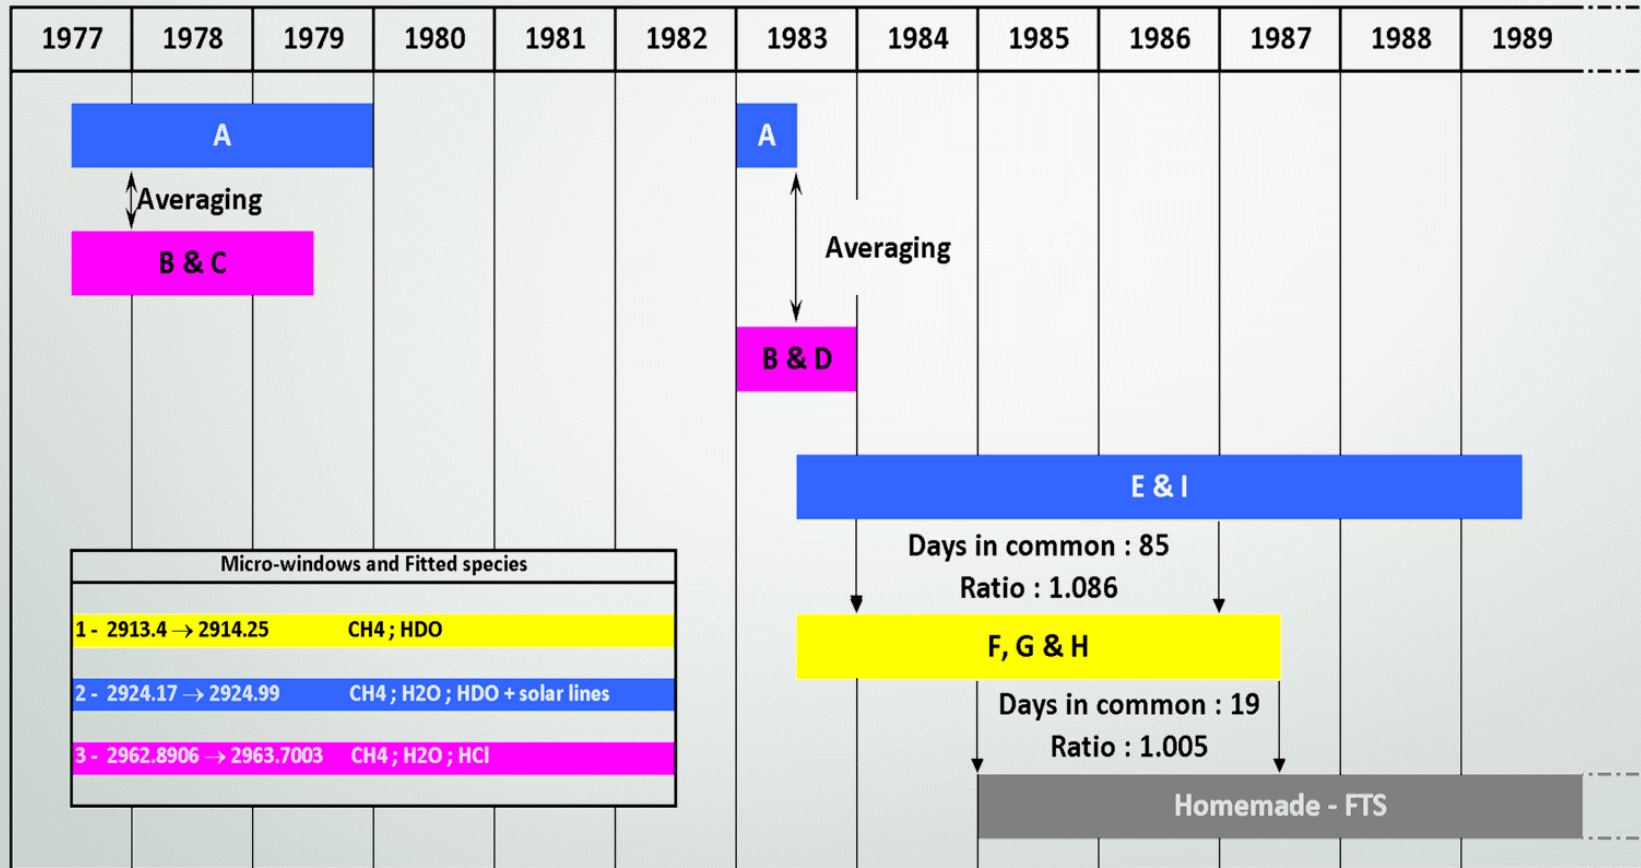 1977 1978 1979 1980 1981 1982 1983 1984 1985 1986 1987 1988 1989
A A
Averaging
B & C
Averaging
B & D
E & I
Days in common : 85
Ratio : 1.086
Micro-windows and Fitted species
1 - 2913.4 → 2914.25 CH4 ; HDO
2 - 2924.17 → 2924.99 CH4 ; H2O ; HDO + solar lines
3 - 2962.8906 → 2963.7003 CH4 ; H2O ; HCl
F, G & H
Days in common : 19
Ratio : 1.005
Homemade - FTS